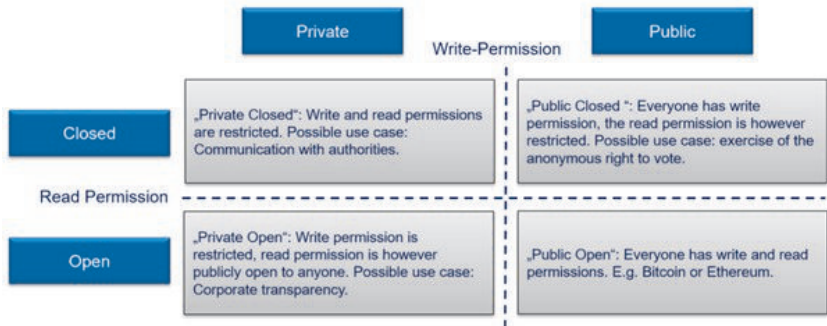 Private
Write-Permission
Public
Closed
„Private Closed“: Write and read permissions
are restricted. Possible use case:
Communication with authorities.
„Public Closed “: Everyone has write
permission, the read permission is however
restricted. Possible use case: exercise of the
anonymous right to vote.
Read Permission
Open
„Private Open“: Write permission is
restricted, read permission is however
publicly open to anyone. Possible use case:
Corporate transparency.
„Public Open“: Everyone has write and read
permissions. E.g. Bitcoin or Ethereum.